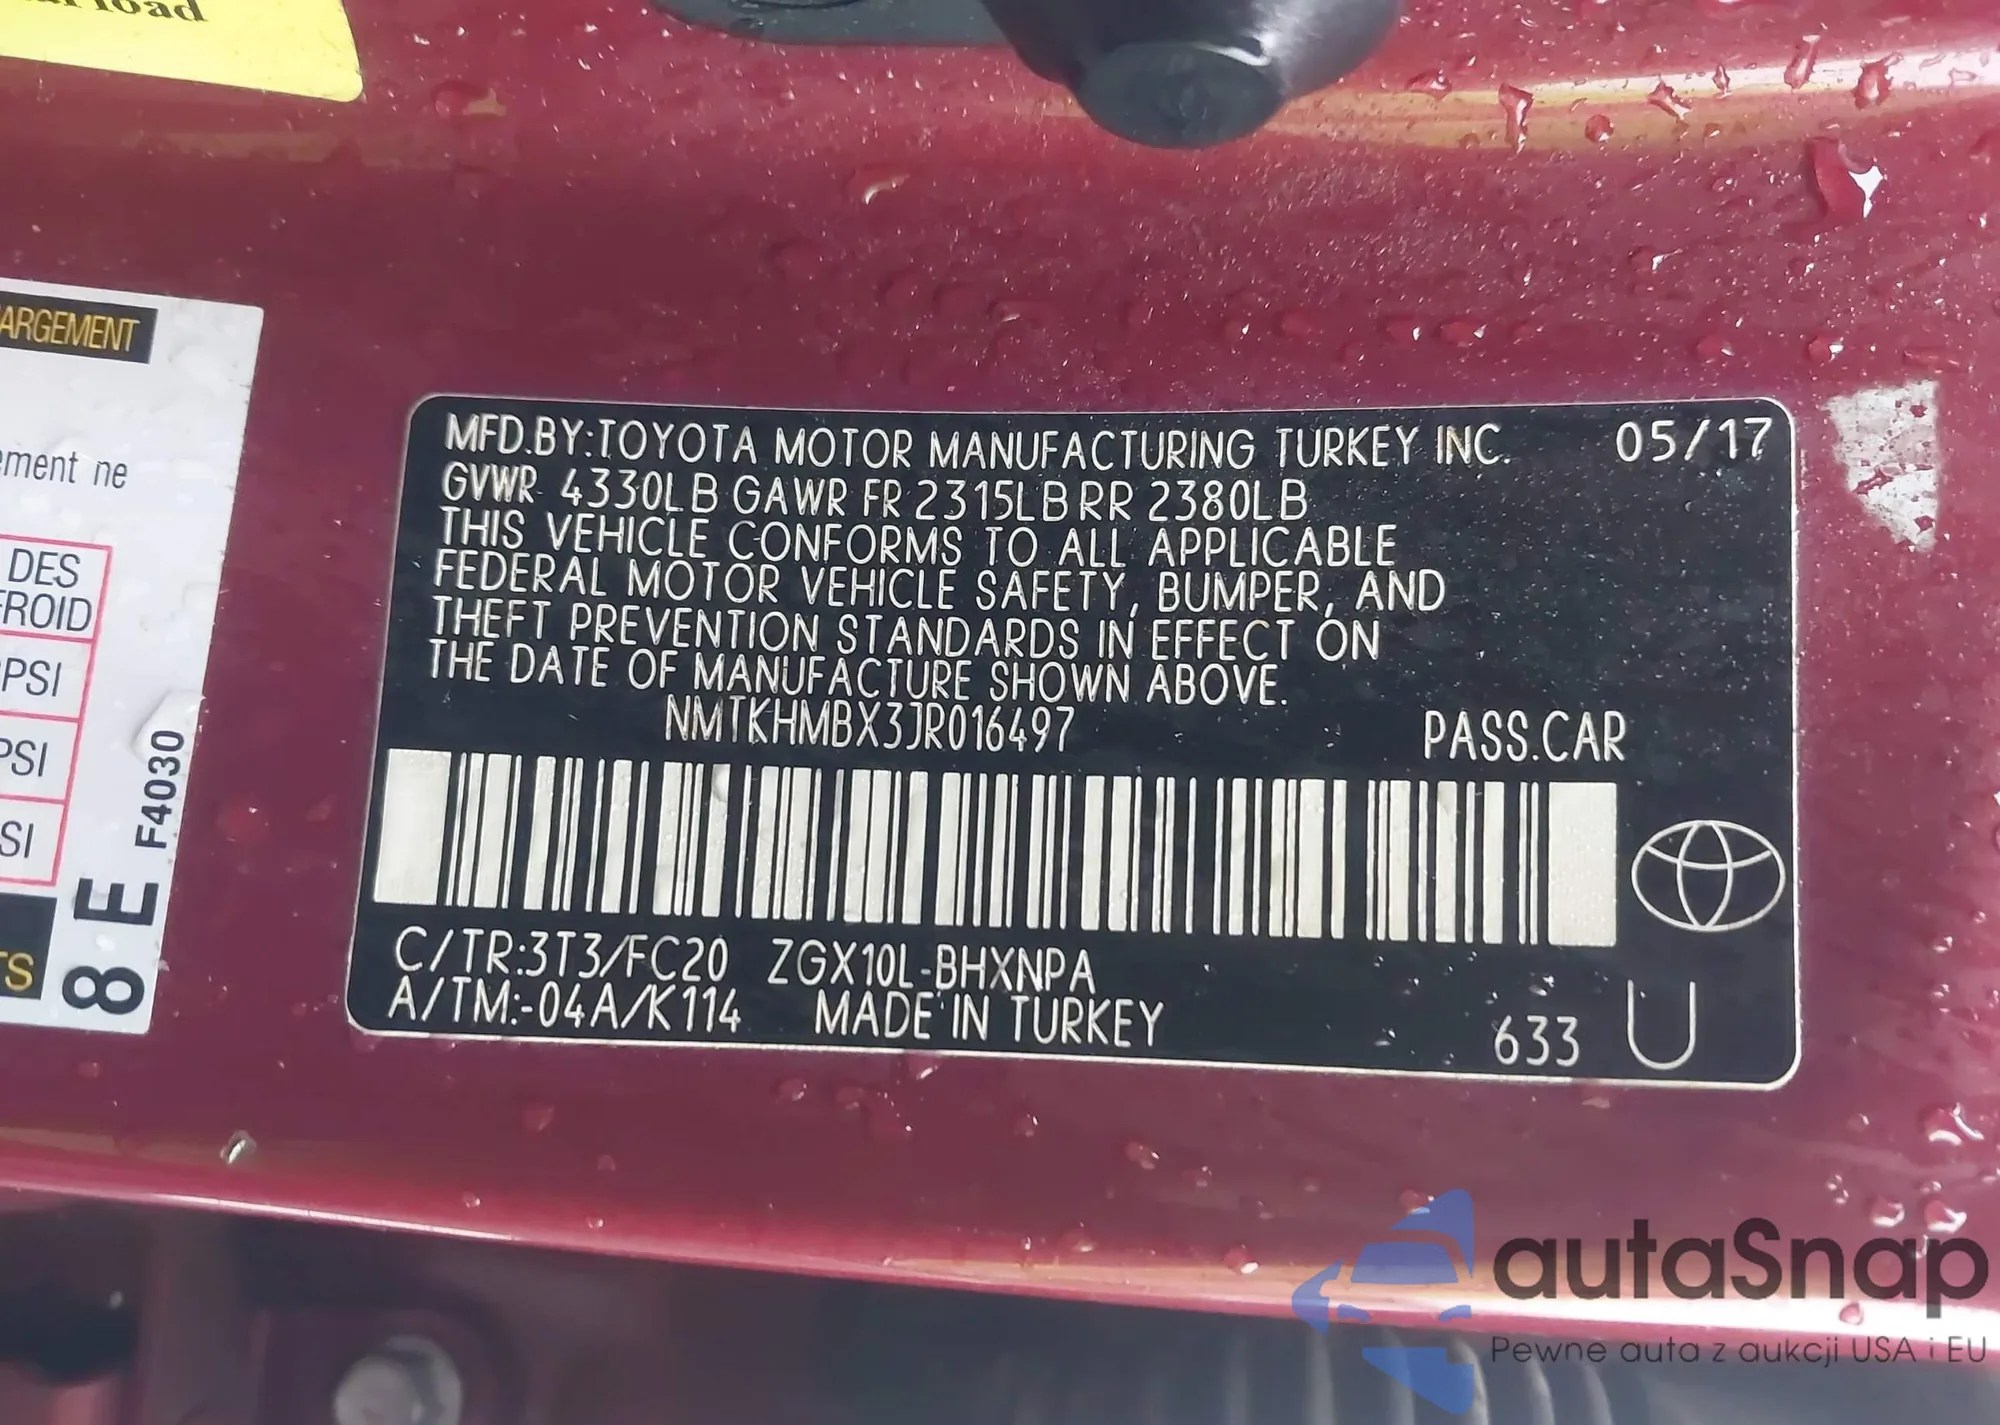 load
ARGEMENT
ement ne
DES
FROID
PSI
PSI
SI
TS
8 E F4030
MFD.BY:TOYOTA MOTOR MANUFACTURING TURKEY INC. 05/17
GVWR 4330LB GAWR FR 2315LB RR 2380LB
THIS VEHICLE CONFORMS TO ALL APPLICABLE
FEDERAL MOTOR VEHICLE SAFETY, BUMPER, AND
THEFT PREVENTION STANDARDS IN EFFECT ON
THE DATE OF MANUFACTURE SHOWN ABOVE.
NMTKHMBX3JR016497 PASS.CAR
C/TR:3T3/FC20 ZGX10L-BHXNPA
A/TM:-04A/K114 MADE IN TURKEY 633 U
autaSnap
Pewne auta z aukcji USA i EU